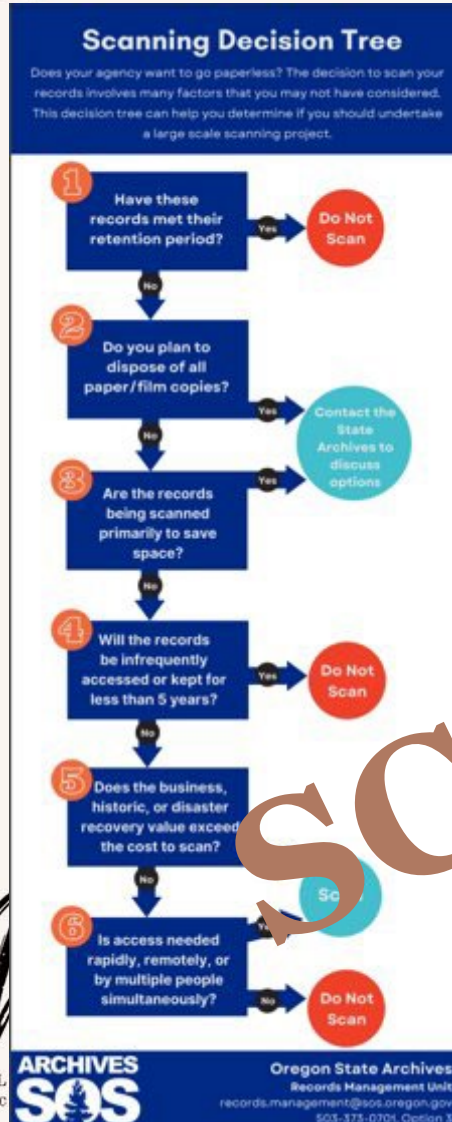 Scanning Decision Tree
Does your agency want to go paperless? The decision to scan your
records involves many factors that you may not have considered.
This decision tree can help you determine if you should undertake
a large scale scanning project.
1
Have these
records met their
retention period?
Yes
Do Not
Scan
No
2
Do you plan to
dispose of all
paper/film copies?
Yes
Contact the
State
Archives to
discuss
options
No
3
Are the records
being scanned
primarily to save
space?
Yes
No
4
Will the records
be infrequently
accessed or kept for
less than 5 years?
Yes
Do Not
Scan
No
5
Does the business,
historic, or disaster
recovery value exceed
the cost to scan?
SC
No
6
Is access needed
rapidly, remotely, or
by multiple people
simultaneously?
No
Do Not
Scan
ARCHIVES
SOS
Oregon State Archives
Records Management Unit
records.management@sos.oregon.gov
503-373-0701, Option 3